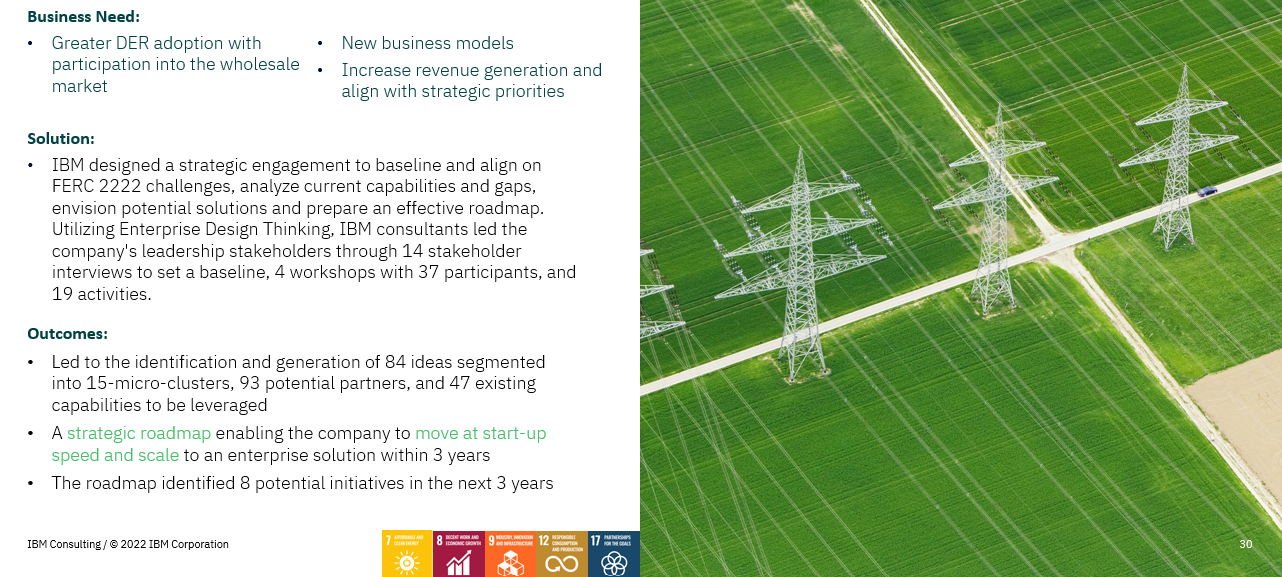 Business Need:
• Greater DER adoption with
participation into the wholesale
market
• New business models
• Increase revenue generation and
align with strategic priorities
Solution:
• IBM designed a strategic engagement to baseline and align on
FERC 2222 challenges, analyze current capabilities and gaps,
envision potential solutions and prepare an effective roadmap.
Utilizing Enterprise Design Thinking, IBM consultants led the
company's leadership stakeholders through 14 stakeholder
interviews to set a baseline, 4 workshops with 37 participants, and
19 activities.
Outcomes:
• Led to the identification and generation of 84 ideas segmented
into 15-micro-clusters, 93 potential partners, and 47 existing
capabilities to be leveraged
• A strategic roadmap enabling the company to move at start-up
speed and scale to an enterprise solution within 3 years
• The roadmap identified 8 potential initiatives in the next 3 years
IBM Consulting / © 2022 IBM Corporation
7 AFFORDABLE AND
CLEAN ENERGY
8 DECENT WORK AND
ECONOMIC GROWTH
9 INDUSTRY, INNOVATION
AND INFRASTRUCTURE
12 RESPONSIBLE
CONSUMPTION
AND PRODUCTION
17 PARTNERSHIPS
FOR THE GOALS
30